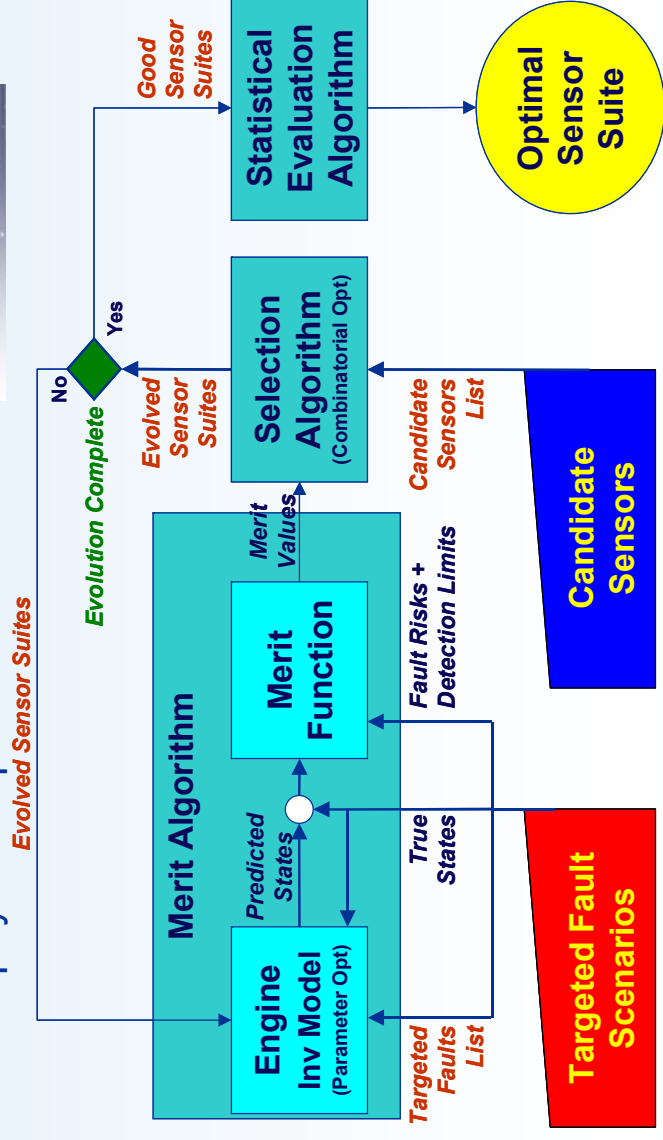 Evolved Sensor Suites
No
Yes
Evolution Complete
Good
Sensor
Suites
Merit Algorithm
Engine
Inv Model
(Parameter Opt)
Predicted
States
Merit
Function
Merit
Values
Selection
Algorithm
(Combinatorial Opt)
Evolved
Sensor
Suites
Statistical
Evaluation
Algorithm
Targeted
Faults
List
True
States
Fault Risks +
Detection Limits
Candidate
Sensors
List
Targeted Fault
Scenarios
Candidate
Sensors
Optimal
Sensor
Suite